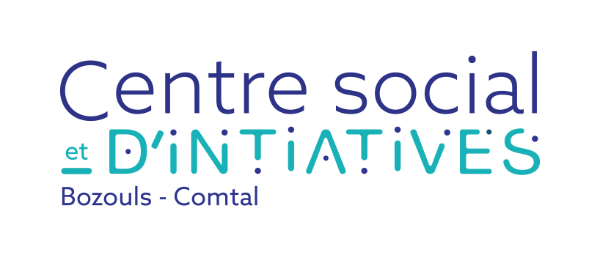 Centre social
et D'INTIATIVES
Bozouls - Comtal